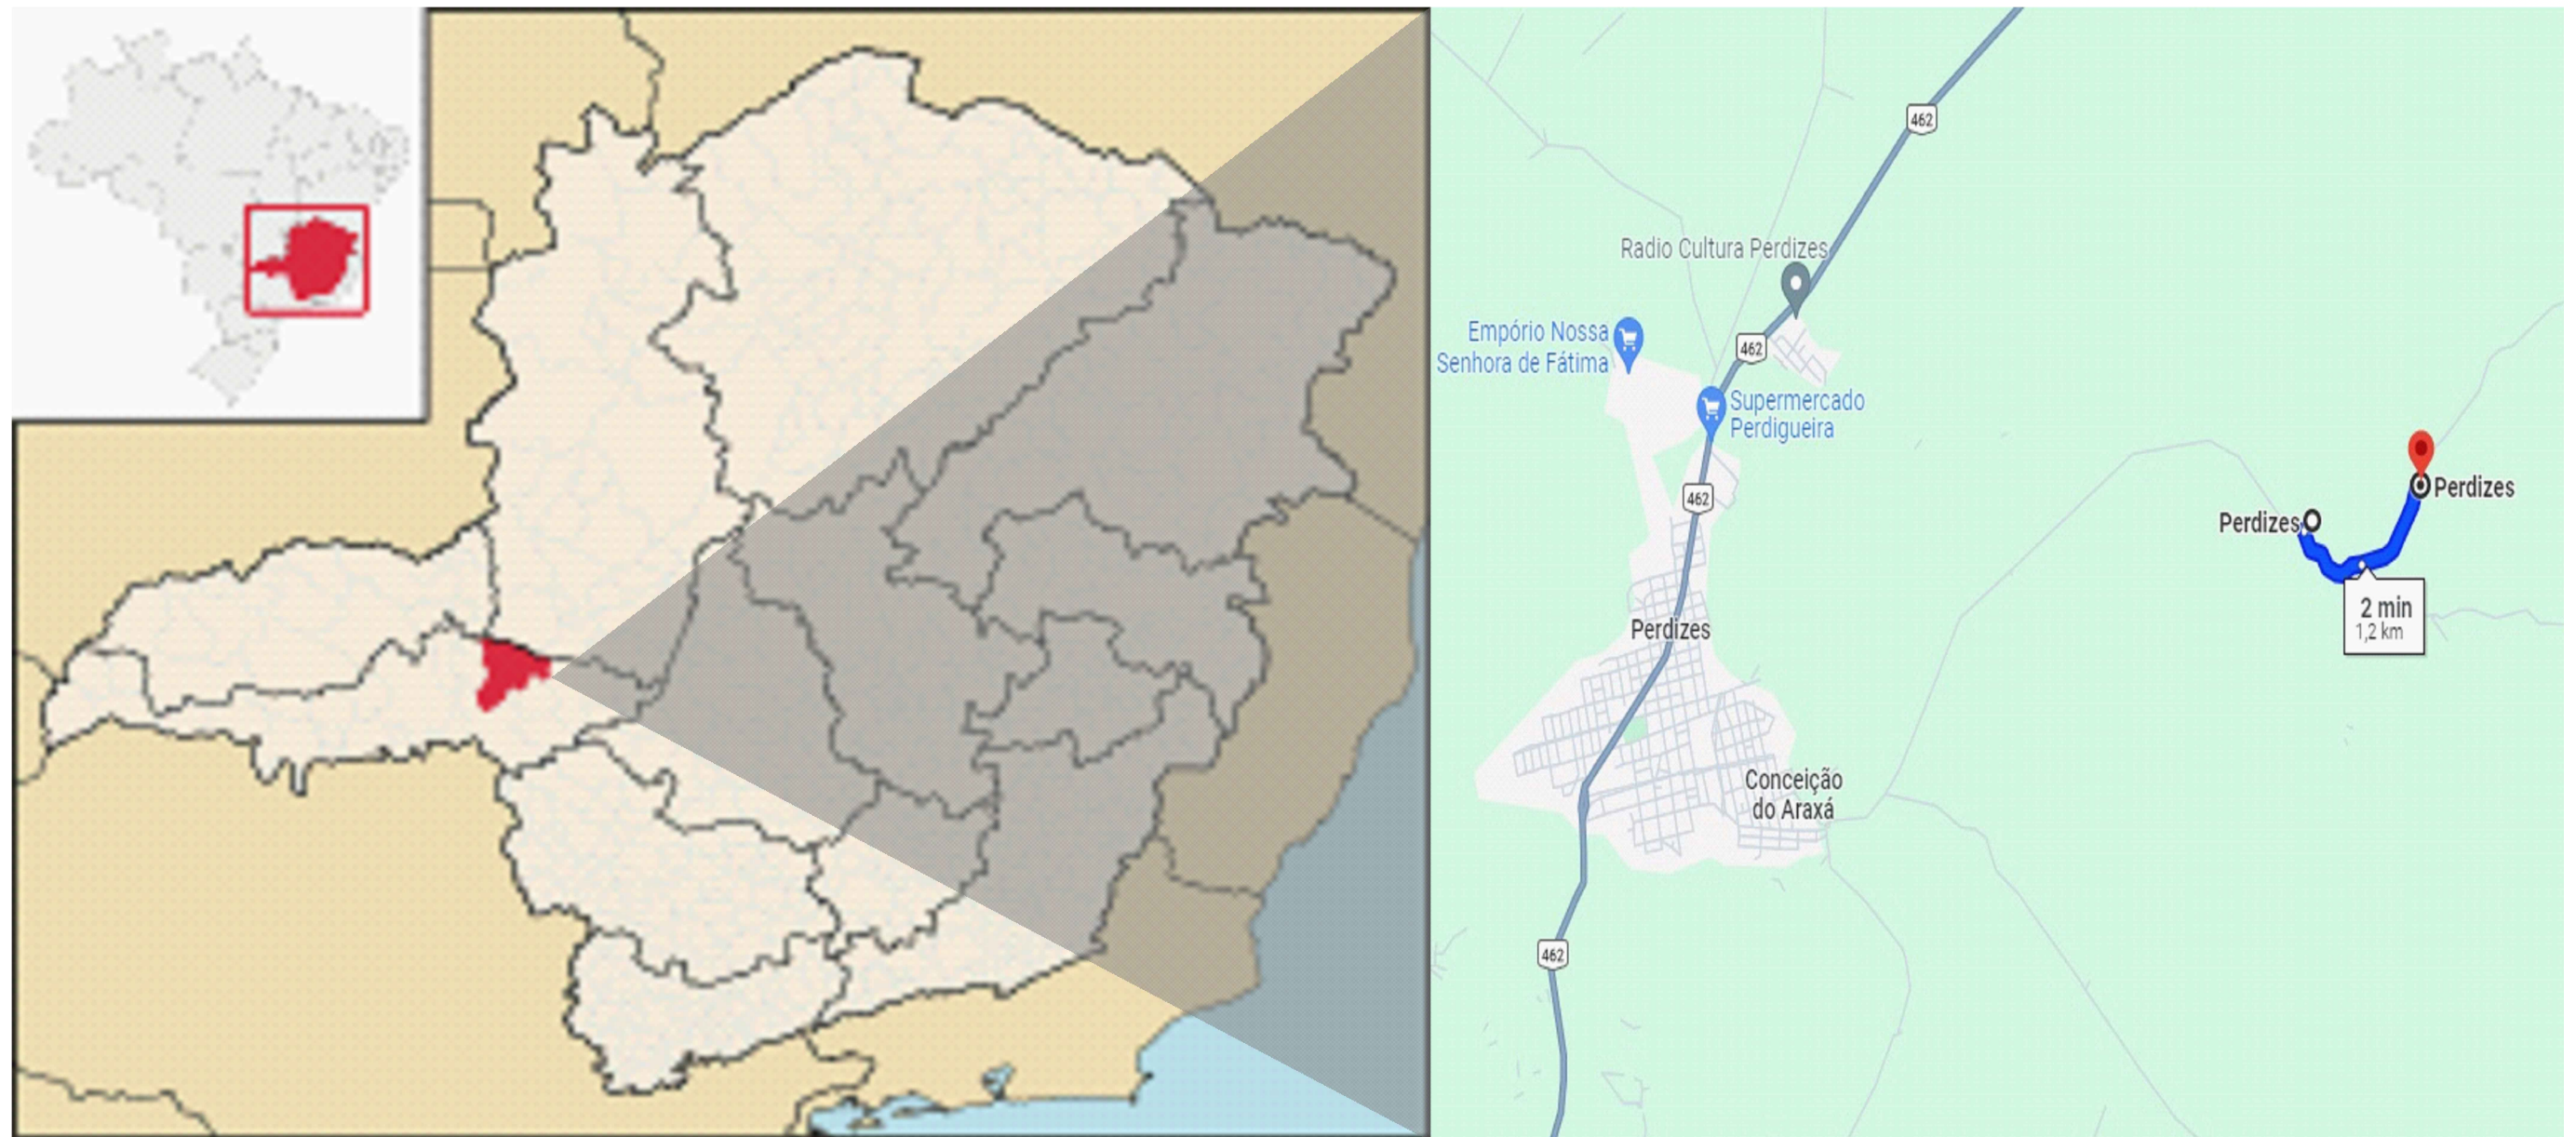 462
Radio Cultura Perdizes
Empório Nossa
Senhora de Fátima
462
Supermercado
Perdigueira
462
Perdizes
Perdizes
2 min
1,2 km
Perdizes
Conceição
do Araxá
462